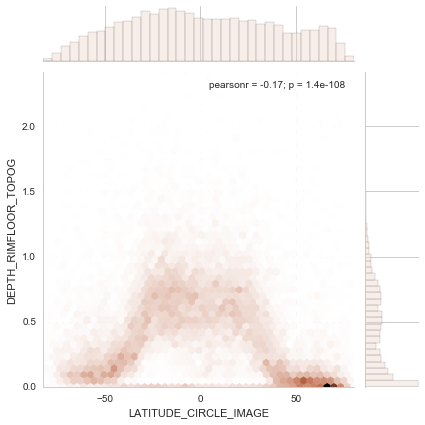 pearsonr = -0.17; p = 1.4e-108
DEPTH_RIMFLOOR_TOPOG
2.0
1.5
1.0
0.5
0.0
−50
0
50
LATITUDE_CIRCLE_IMAGE